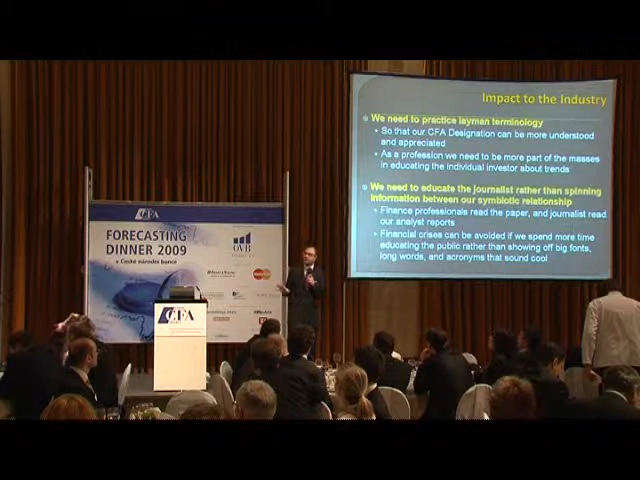 Impact to the Industry
We need to practice layman terminology
So that our CFA Designation can be more understood
and appreciated
As a profession we need to be more part of the masses
in educating the individual investor about trends
We need to educate the journalist rather than spinning
information between our symbiotic relationship
Finance professionals read the paper, and journalist read
our analyst reports
Financial crises can be avoided if we spend more time
educating the public rather than showing off big fonts,
long words, and acronyms that sound cool
CFA
FORECASTING
DINNER 2009
v České národní bance
OVB
MasterCard
CFA